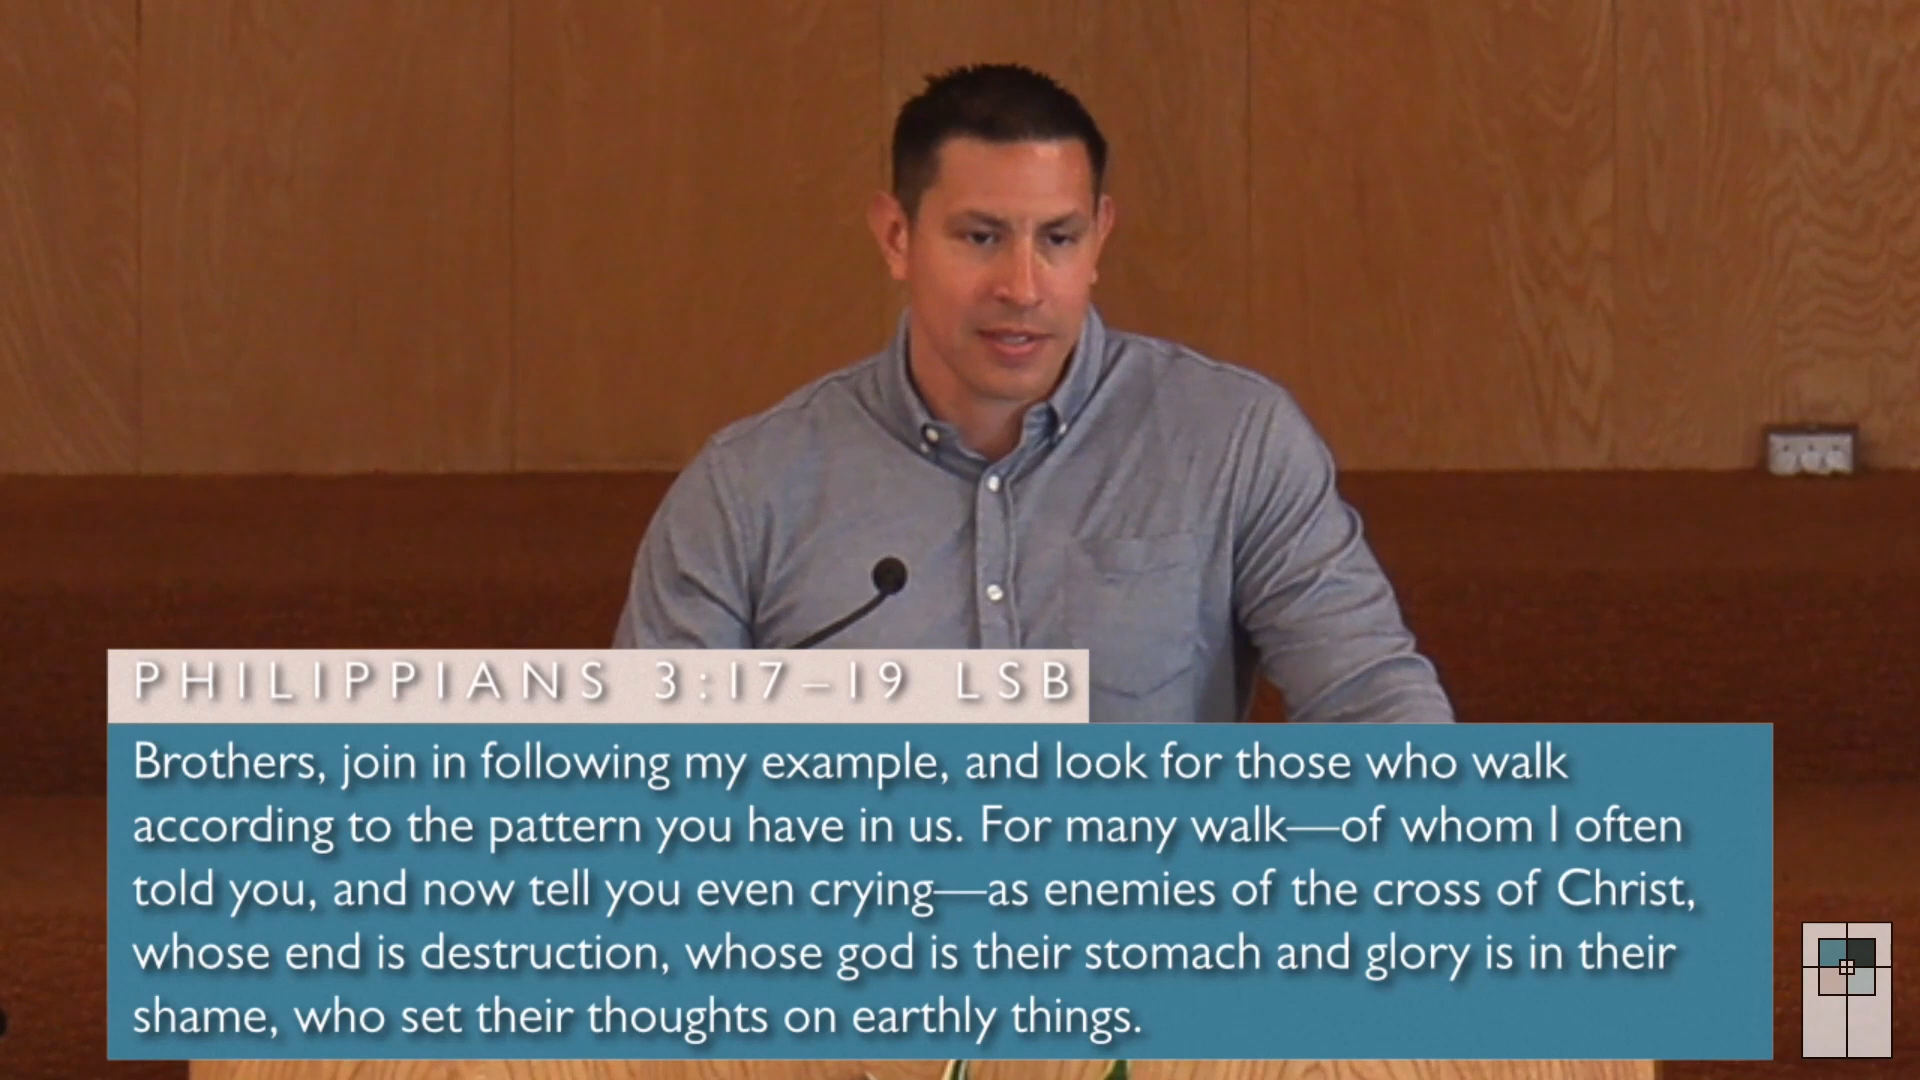 PHILIPPIANS 3:17–19 LSB
Brothers, join in following my example, and look for those who walk
according to the pattern you have in us. For many walk—of whom I often
told you, and now tell you even crying—as enemies of the cross of Christ,
whose end is destruction, whose god is their stomach and glory is in their
shame, who set their thoughts on earthly things.